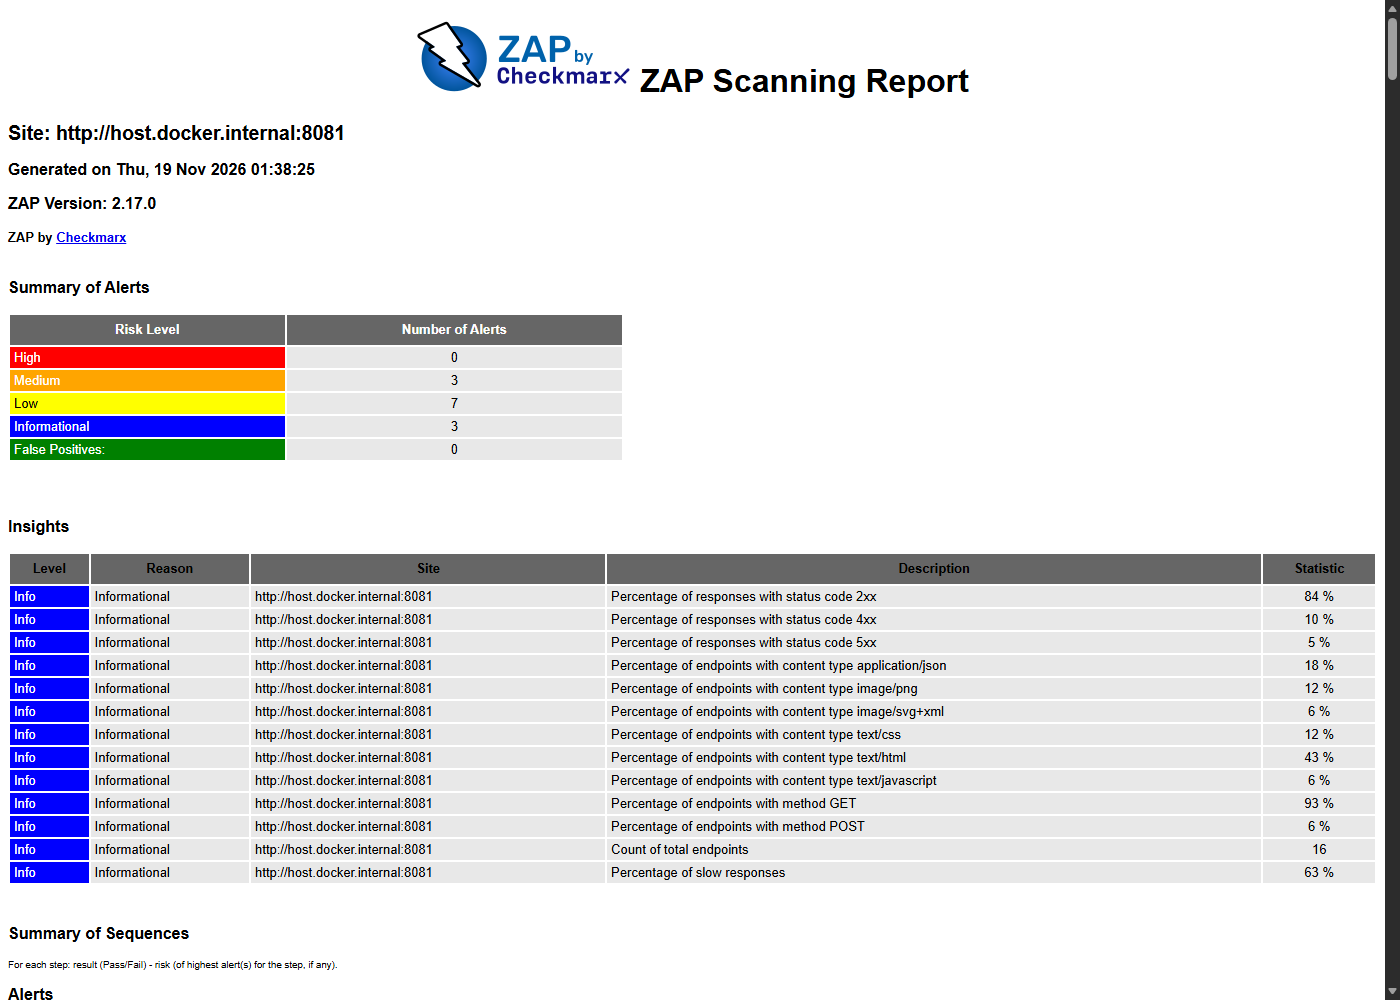 ZAP by
Checkmarx ZAP Scanning Report
Site: http://host.docker.internal:8081
Generated on Thu, 19 Nov 2026 01:38:25
ZAP Version: 2.17.0
ZAP by Checkmarx
Summary of Alerts
Risk Level Number of Alerts
High 0
Medium 3
Low 7
Informational 3
False Positives: 0
Insights
Level Reason Site Description Statistic
Info Informational http://host.docker.internal:8081 Percentage of responses with status code 2xx 84 %
Info Informational http://host.docker.internal:8081 Percentage of responses with status code 4xx 10 %
Info Informational http://host.docker.internal:8081 Percentage of responses with status code 5xx 5 %
Info Informational http://host.docker.internal:8081 Percentage of endpoints with content type application/json 18 %
Info Informational http://host.docker.internal:8081 Percentage of endpoints with content type image/png 12 %
Info Informational http://host.docker.internal:8081 Percentage of endpoints with content type image/svg+xml 6 %
Info Informational http://host.docker.internal:8081 Percentage of endpoints with content type text/css 12 %
Info Informational http://host.docker.internal:8081 Percentage of endpoints with content type text/html 43 %
Info Informational http://host.docker.internal:8081 Percentage of endpoints with content type text/javascript 6 %
Info Informational http://host.docker.internal:8081 Percentage of endpoints with method GET 93 %
Info Informational http://host.docker.internal:8081 Percentage of endpoints with method POST 6 %
Info Informational http://host.docker.internal:8081 Count of total endpoints 16
Info Informational http://host.docker.internal:8081 Percentage of slow responses 63 %
Summary of Sequences
For each step: result (Pass/Fail) - risk (of highest alert(s) for the step, if any).
Alerts